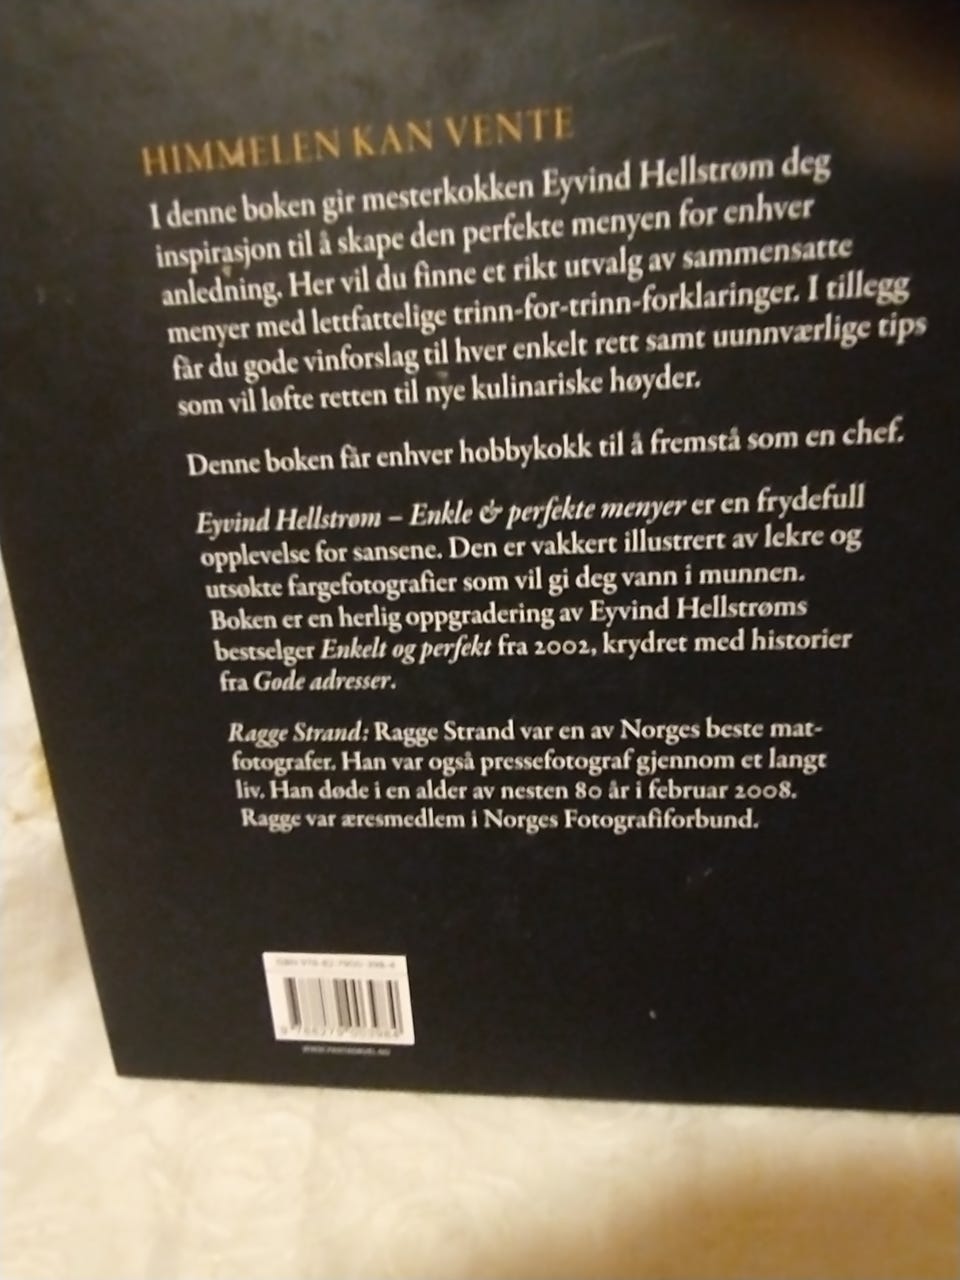 HIMMELEN KAN VENTE
I denne boken gir mesterkokken Eyvind Hellstrøm deg
inspirasjon til å skape den perfekte menyen for enhver
anledning. Her vil du finne et rikt utvalg av sammensatte
menyer med lettfattelige trinn-for-trinn-forklaringer. I tillegg
får du gode vinforslag til hver enkelt rett samt uunnværlige tips
som vil løfte retten til nye kulinariske høyder.
Denne boken får enhver hobbykokk til å fremstå som en chef.
Eyvind Hellstrøm – Enkle & perfekte menyer er en frydefull
opplevelse for sansene. Den er vakkert illustrert av lekre og
utsøkte fargefotografier som vil gi deg vann i munnen.
Boken er en herlig oppgradering av Eyvind Hellstrøms
bestselger Enkelt og perfekt fra 2002, krydret med historier
fra Gode adresser.
Ragge Strand: Ragge Strand var en av Norges beste mat-
fotografer. Han var også pressefotograf gjennom et langt
liv. Han døde i en alder av nesten 80 år i februar 2008.
Ragge var æresmedlem i Norges Fotografiforbund.